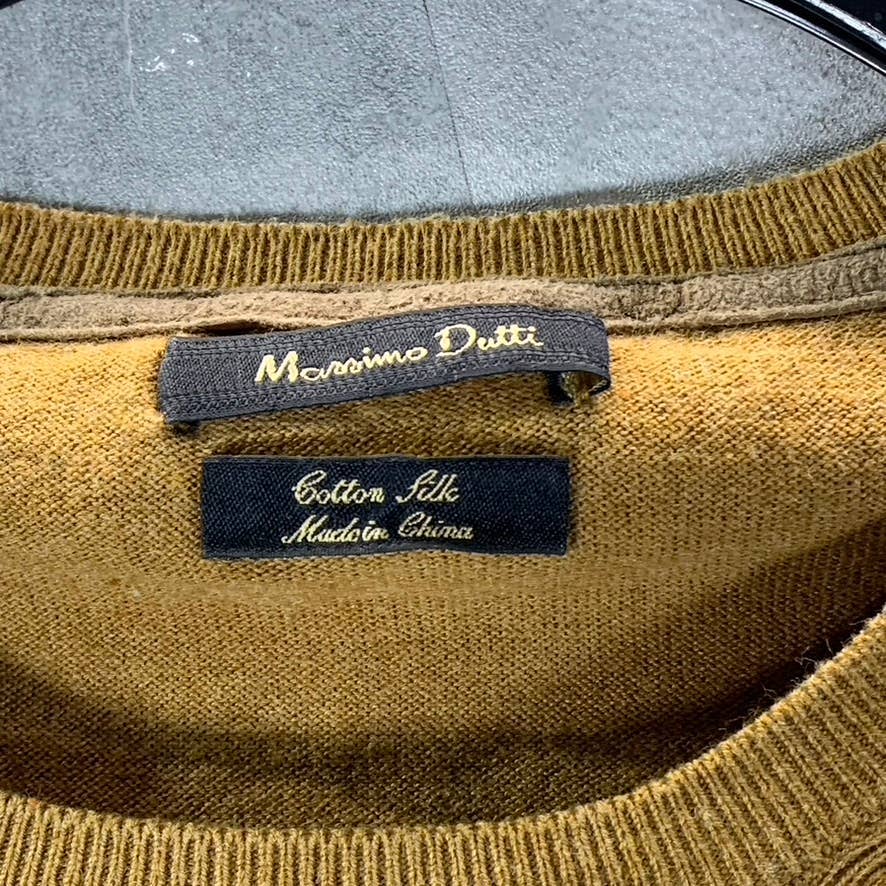 Massimo Dutti
Cotton Silk
Made in China